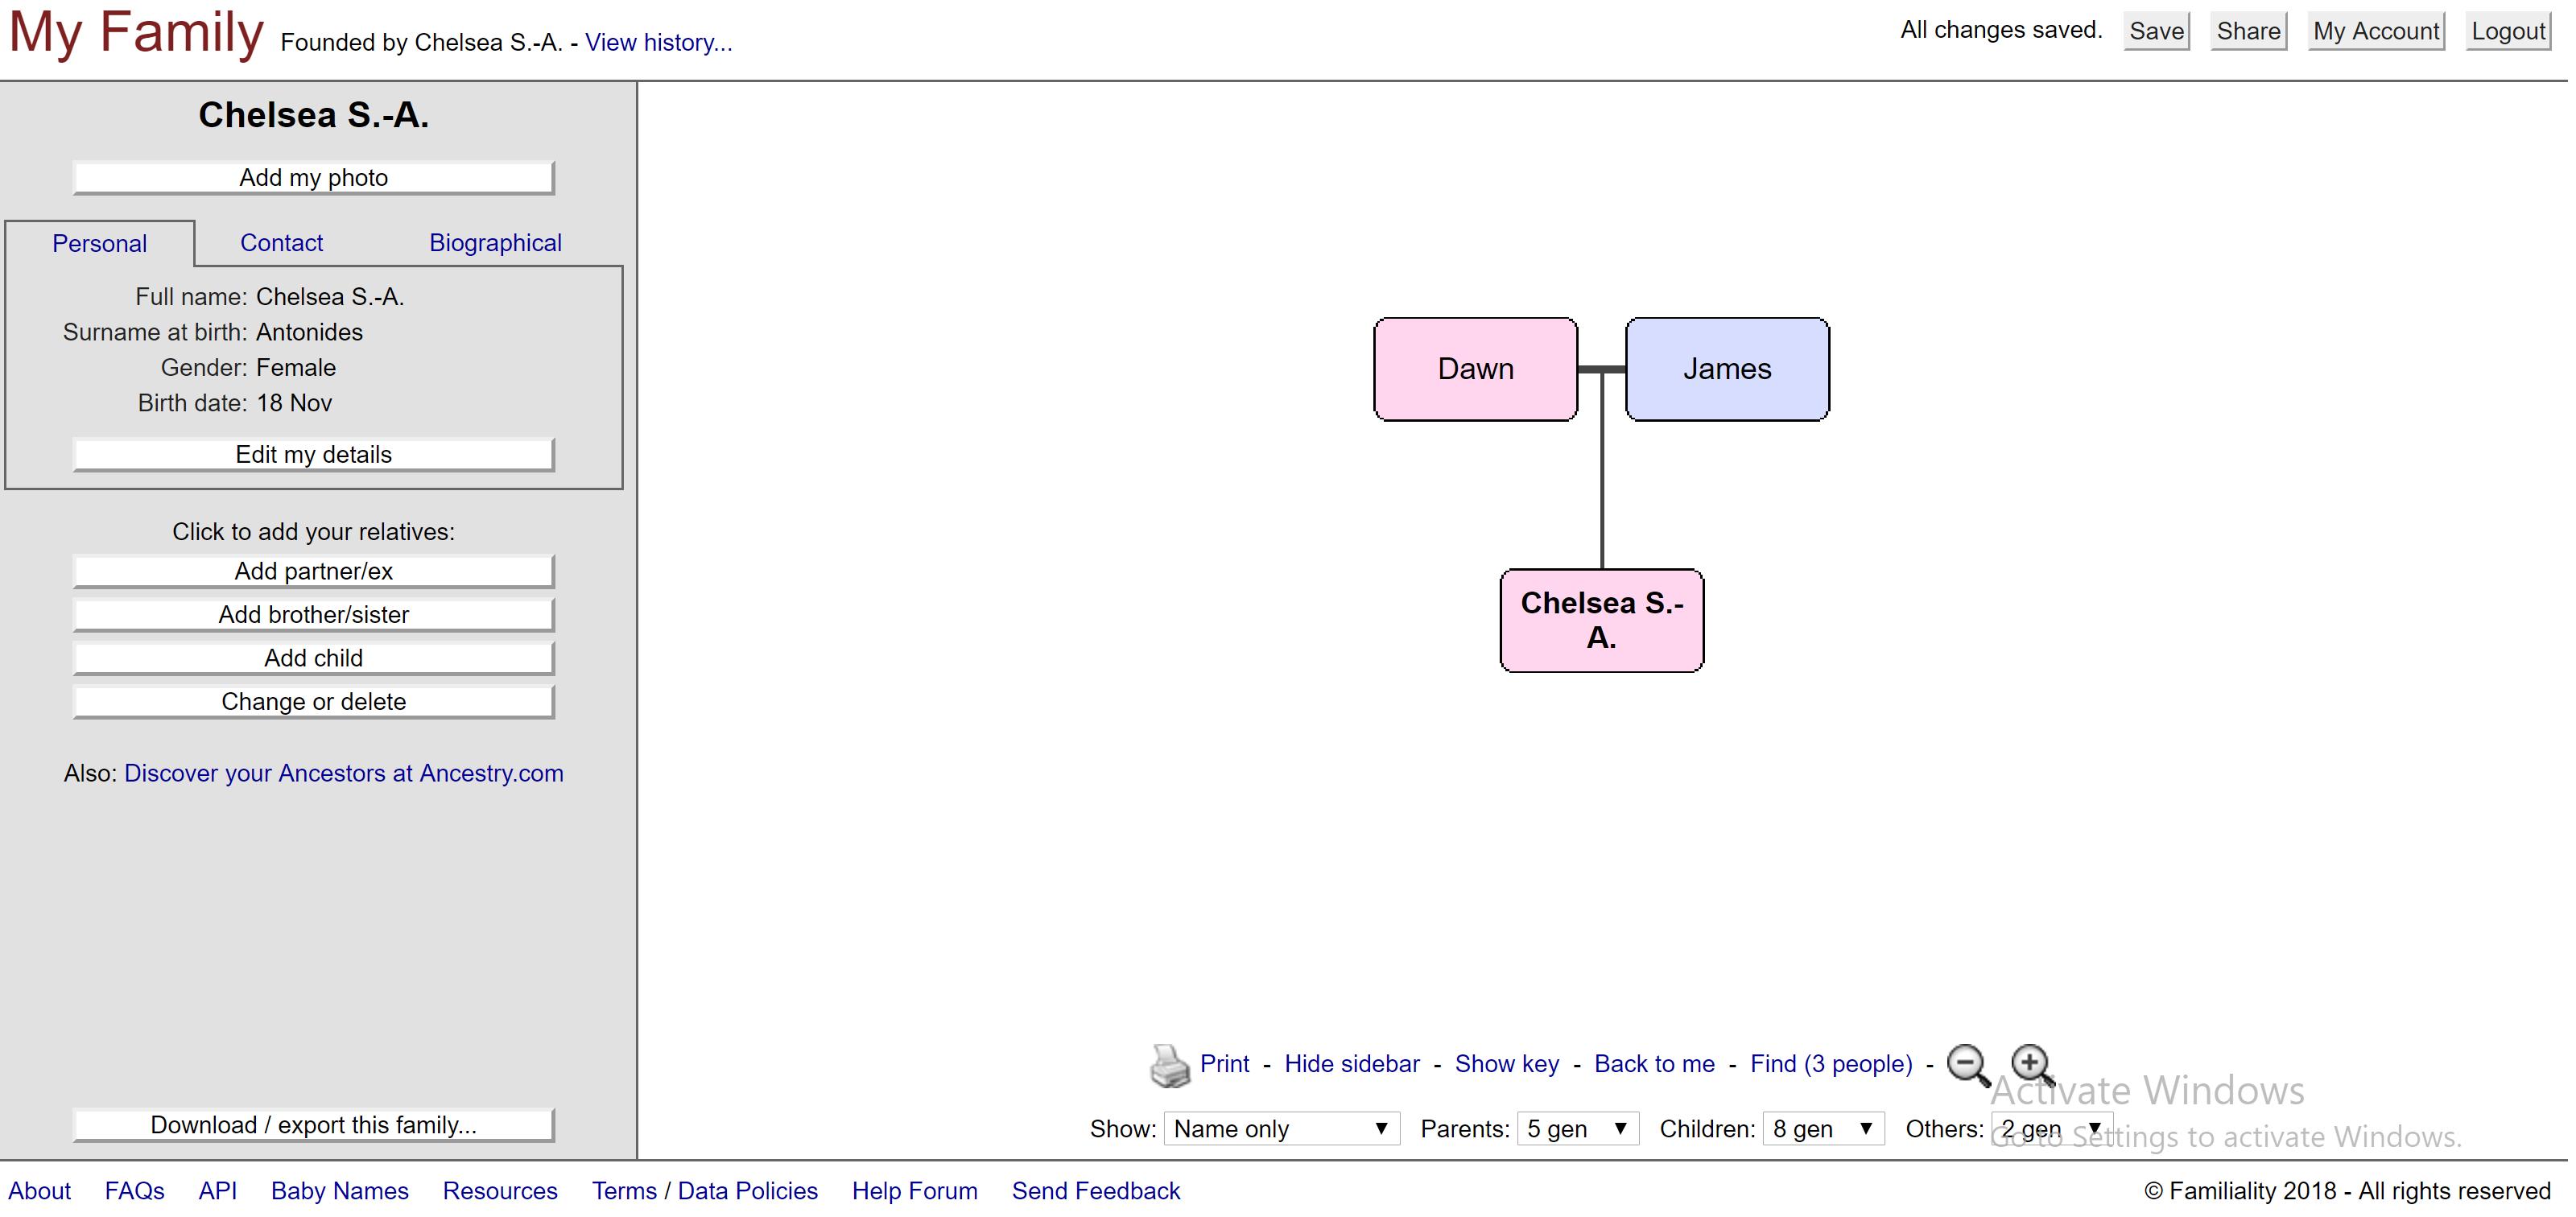 My Family Founded by Chelsea S.-A. - View history... All changes saved. Save Share My Account Logout
Chelsea S.-A.
Add my photo
Personal Contact Biographical
Full name: Chelsea S.-A.
Surname at birth: Antonides
Gender: Female
Birth date: 18 Nov
Edit my details
Click to add your relatives:
Add partner/ex
Add brother/sister
Add child
Change or delete
Also: Discover your Ancestors at Ancestry.com
Download / export this family...
Dawn James
Chelsea S.-
A.
Print - Hide sidebar - Show key - Back to me - Find (3 people) -
Activate Windows
Show: Name only Parents: 5 gen Children: 8 gen Others: 2 gen
Go to Settings to activate Windows.
About FAQs API Baby Names Resources Terms / Data Policies Help Forum Send Feedback © Familiality 2018 - All rights reserved